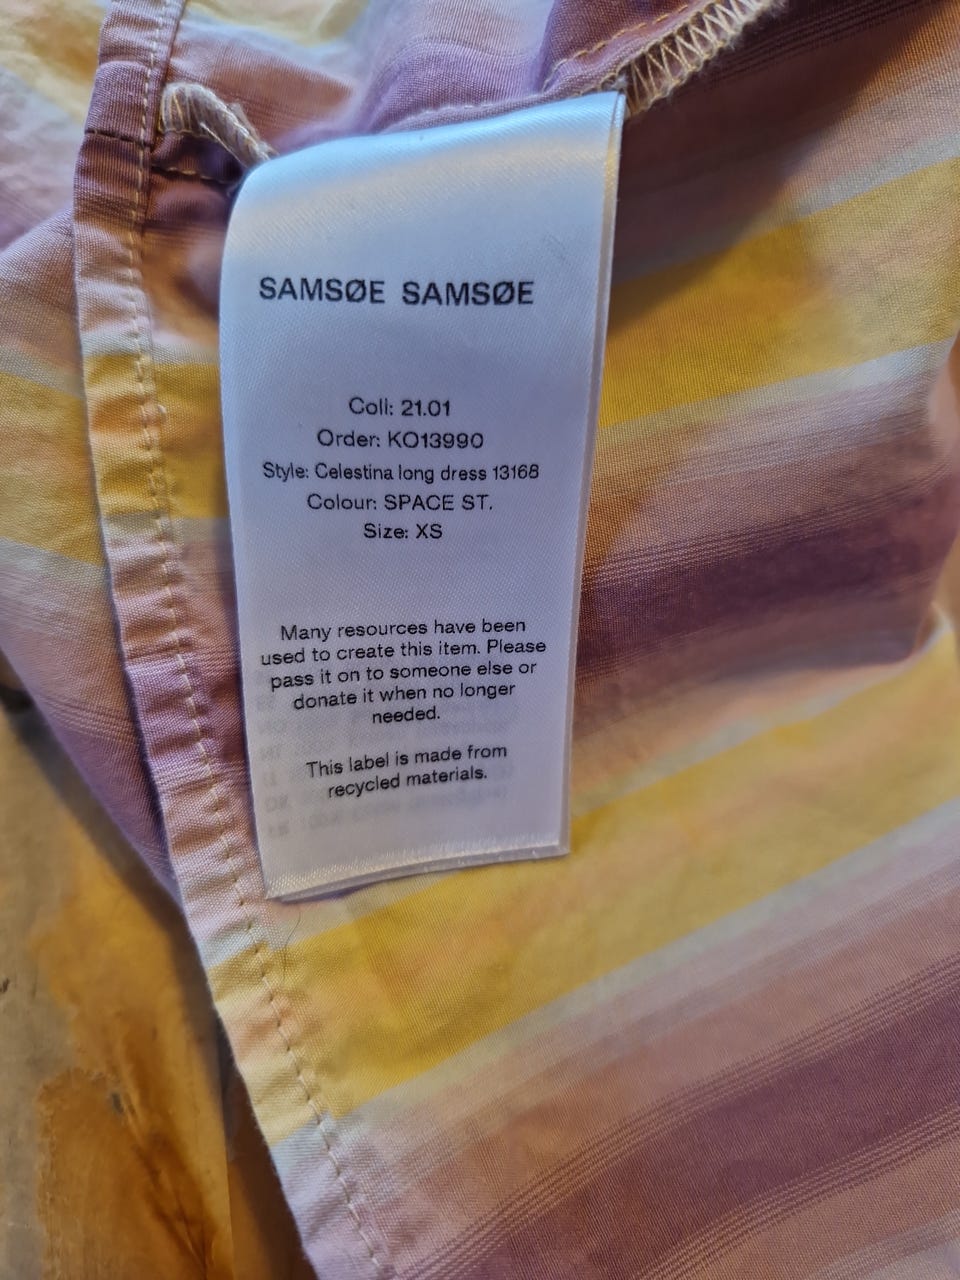 SAMSØE SAMSØE
Coll: 21.01
Order: KO13990
Style: Celestina long dress 13168
Colour: SPACE ST.
Size: XS
Many resources have been
used to create this item. Please
pass it on to someone else or
donate it when no longer
needed.
This label is made from
recycled materials.